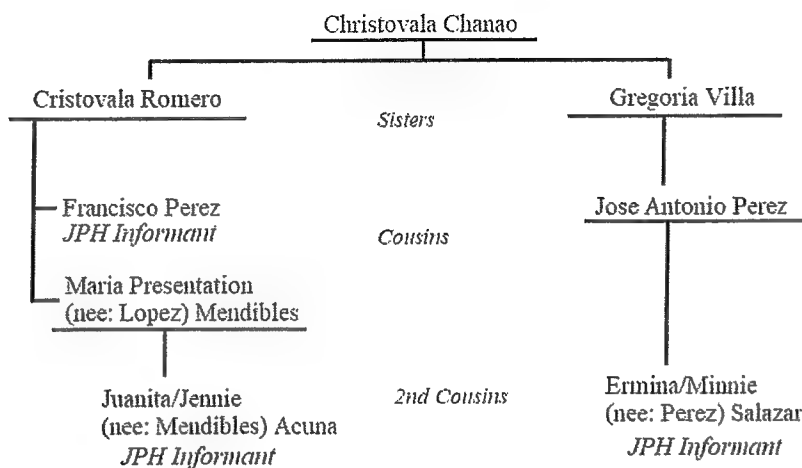 Christovala Chanao
Cristovala Romero
Sisters
Gregoria Villa
Francisco Perez
JPH Informant
Cousins
Jose Antonio Perez
Maria Presentation
(nee: Lopez) Mendibles
Juanita/Jennie
(nee: Mendibles) Acuna
JPH Informant
2nd Cousins
Ermina/Minnie
(nee: Perez) Salazar
JPH Informant